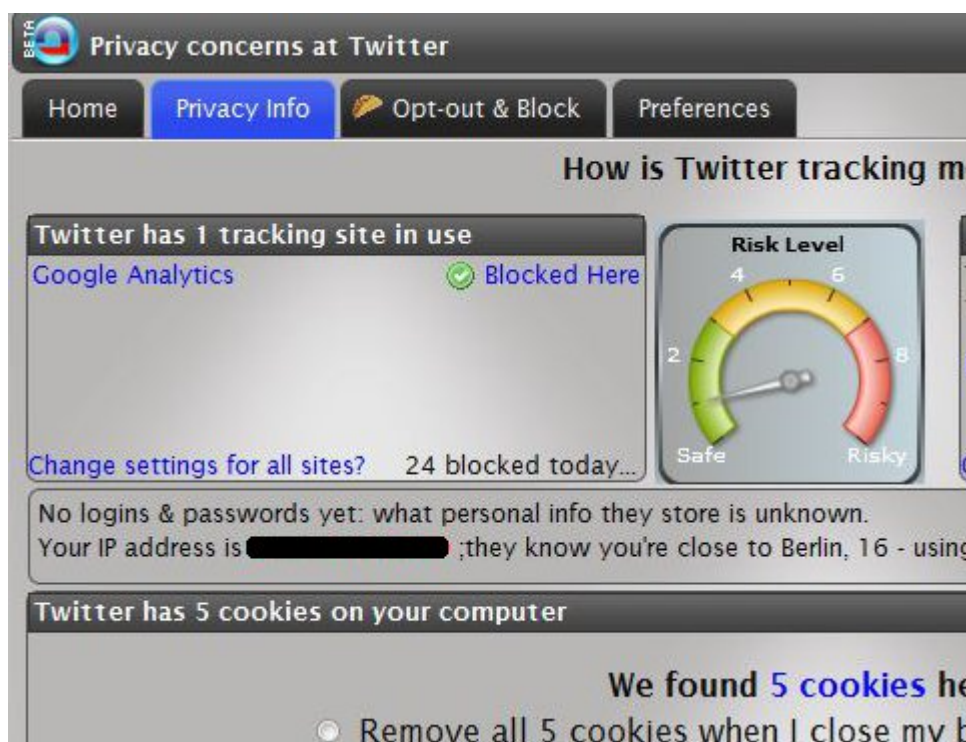 BETA
Privacy concerns at Twitter
Home Privacy Info Opt-out & Block Preferences
How is Twitter tracking m
Twitter has 1 tracking site in use
Google Analytics Blocked Here
Change settings for all sites? 24 blocked today...
Risk Level
4 6
2 8
Safe Risky
No logins & passwords yet: what personal info they store is unknown.
Your IP address is ;they know you're close to Berlin, 16 - using
Twitter has 5 cookies on your computer
We found 5 cookies he
Remove all 5 cookies when I close my b